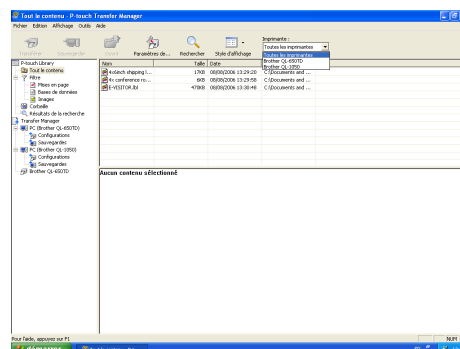 Tout le contenu - P-touch Transfer Manager
Fichier Edition Affichage Outils Aide
Transférer Sauvegarder Ouvrir Paramètres de... Rechercher Style d'affichage
Imprimante :
Toutes les imprimantes
Toutes les imprimantes
Brother QL-650TD
Brother QL-1050
P-touch Library
Tout le contenu
Filtre
Mises en page
Bases de données
Images
Corbeille
Résultats de la recherche
Transfer Manager
PC (Brother QL-650TD)
Configurations
Sauvegardes
PC (Brother QL-1050)
Configurations
Sauvegardes
Brother QL-650TD
Nom Taille Date
4x6inch shipping l... 17KB 08/08/2006 13:29:20 C:\Documents and ...
4x conference ro... 6KB 08/08/2006 13:29:58 C:\Documents and ...
E-VISITOR.lbl 478KB 08/08/2006 13:30:48 C:\Documents and ...
Aucun contenu sélectionné
Pour l'aide, appuyez sur F1
NUM